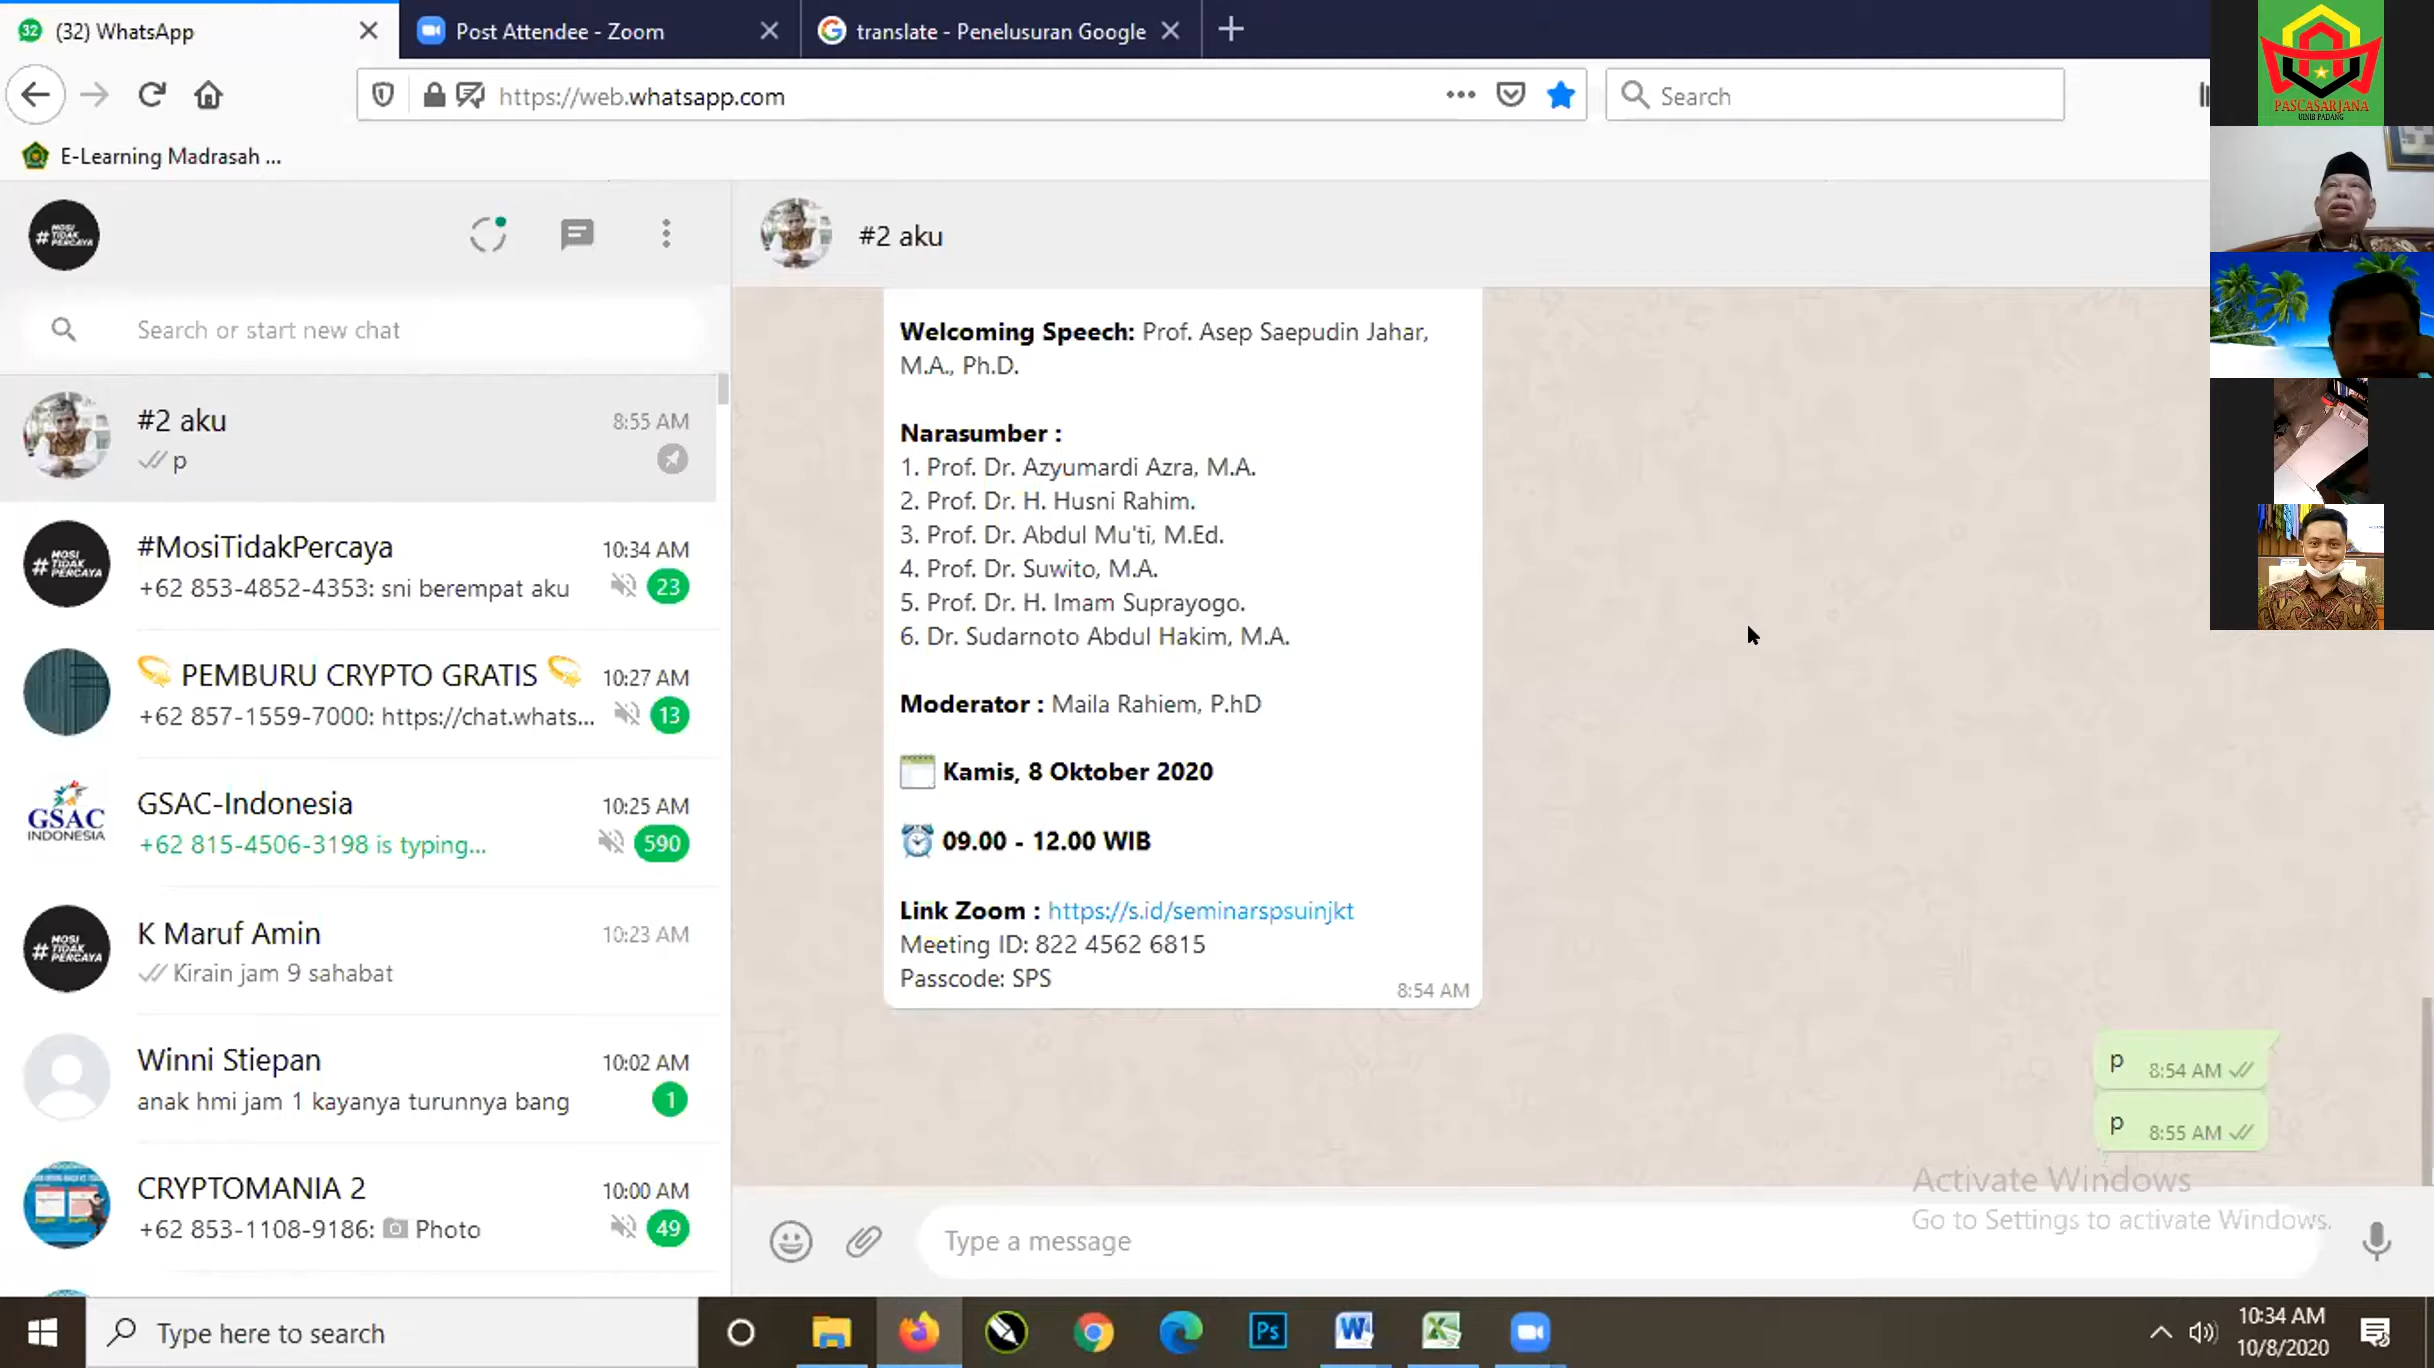 (32) WhatsApp
Post Attendee - Zoom
translate - Penelusuran Google
https://web.whatsapp.com
Search
E-Learning Madrasah ...
PASCASARJANA
UINIB PADANG
#MOSI TIDAK PERCAYA
#2 aku
Search or start new chat
#2 aku
8:55 AM
p
#MosiTidakPercaya
10:34 AM
+62 853-4852-4353: sni berempat aku
23
PEMBURU CRYPTO GRATIS
10:27 AM
+62 857-1559-7000: https://chat.whats...
13
GSAC INDONESIA
GSAC-Indonesia
10:25 AM
+62 815-4506-3198 is typing...
590
K Maruf Amin
10:23 AM
Kirain jam 9 sahabat
Winni Stiepan
10:02 AM
anak hmi jam 1 kayanya turunnya bang
1
CRYPTOMANIA 2
10:00 AM
+62 853-1108-9186: Photo
49
Welcoming Speech: Prof. Asep Saepudin Jahar,
M.A., Ph.D.
Narasumber :
1. Prof. Dr. Azyumardi Azra, M.A.
2. Prof. Dr. H. Husni Rahim.
3. Prof. Dr. Abdul Mu'ti, M.Ed.
4. Prof. Dr. Suwito, M.A.
5. Prof. Dr. H. Imam Suprayogo.
6. Dr. Sudarnoto Abdul Hakim, M.A.
Moderator : Maila Rahiem, P.hD
Kamis, 8 Oktober 2020
09.00 - 12.00 WIB
Link Zoom : https://s.id/seminarspsuinjkt
Meeting ID: 822 4562 6815
Passcode: SPS
8:54 AM
p 8:54 AM
p 8:55 AM
Activate Windows
Go to Settings to activate Windows.
Type a message
Type here to search
Ps
10:34 AM
10/8/2020